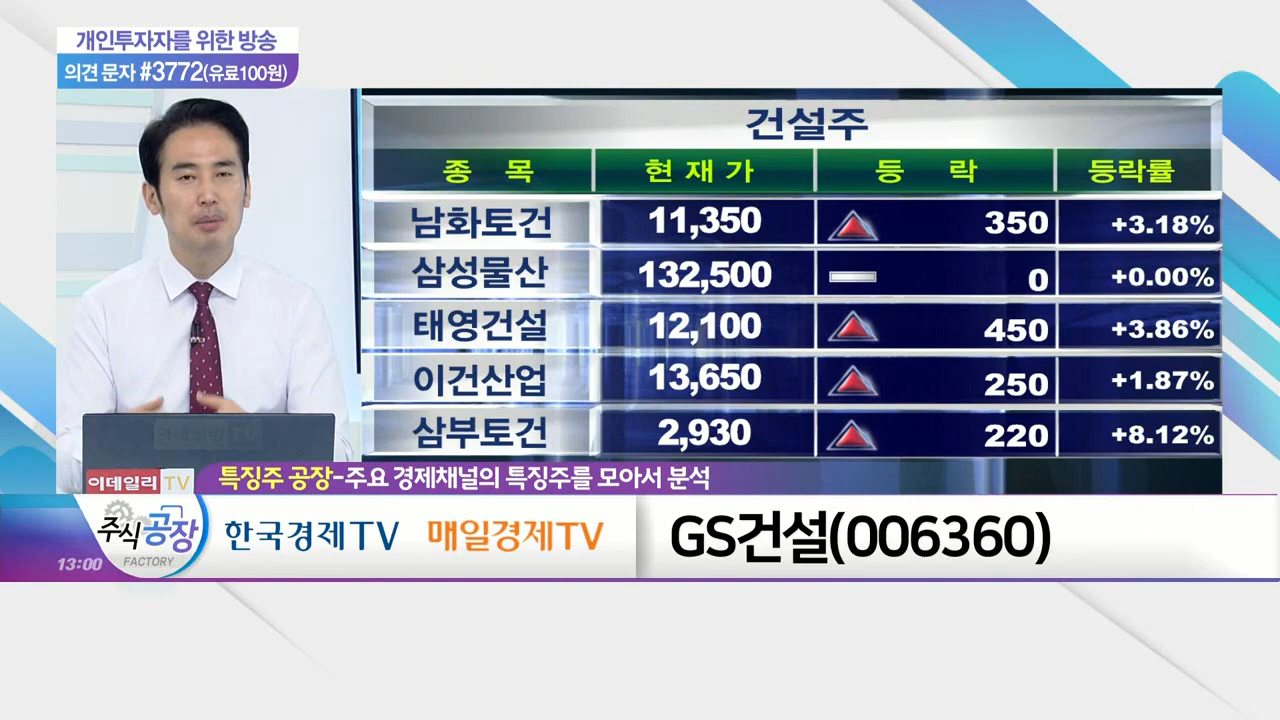 개인투자자를 위한 방송
의견 문자 #3772(유료100원)
건설주
종 목 현 재 가 등 락 등락률
남화토건 11,350 350 +3.18%
삼성물산 132,500 0 +0.00%
태영건설 12,100 450 +3.86%
이건산업 13,650 250 +1.87%
삼부토건 2,930 220 +8.12%
이데일리 TV
특징주 공장-주요 경제채널의 특징주를 모아서 분석
주식공장
FACTORY
13:00
한국경제TV 매일경제TV
GS건설(006360)